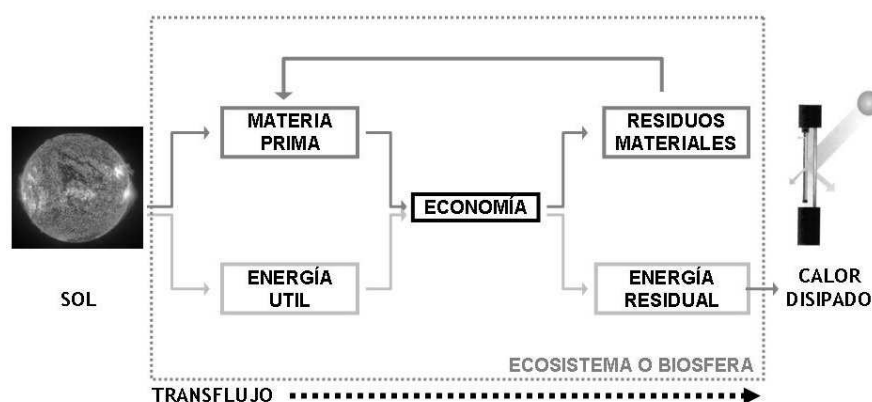 MATERIA
PRIMA
RESIDUOS
MATERIALES
ECONOMÍA
ENERGÍA
UTIL
ENERGÍA
RESIDUAL
SOL
CALOR
DISIPADO
ECOSISTEMA O BIOSFERA
TRANSFLUJO